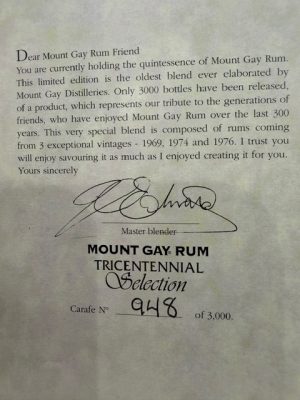 Dear Mount Gay Rum Friend
You are currently holding the quintessence of Mount Gay Rum.
This limited edition is the oldest blend ever elaborated by
Mount Gay Distilleries. Only 3000 bottles have been released,
of a product, which represents our tribute to the generations of
friends, who have enjoyed Mount Gay Rum over the last 300
years. This very special blend is composed of rums coming
from 3 exceptional vintages - 1969, 1974 and 1976. I trust you
will enjoy savouring it as much as I enjoyed creating it for you.
Yours sincerely
Master blender
MOUNT GAY RUM
TRICENTENNIAL
Selection
Carafe N° 948 of 3,000.